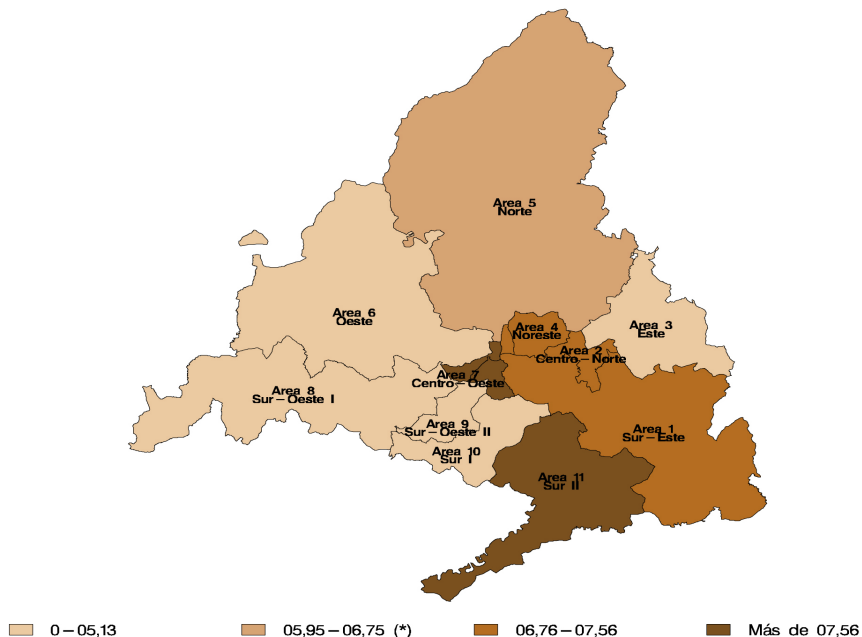 Area 5
Norte
Area 6
Oeste
Area 4
Noreste
Area 3
Este
Area 2
Centro-Norte
Area 7
Centro-Oeste
Area 8
Sur-Oeste I
Area 9
Sur-Oeste II
Area 1
Sur-Este
Area 10
Sur I
Area 11
Sur II
0-05,13
05,95-06,75 (*)
06,76-07,56
Más de 07,56